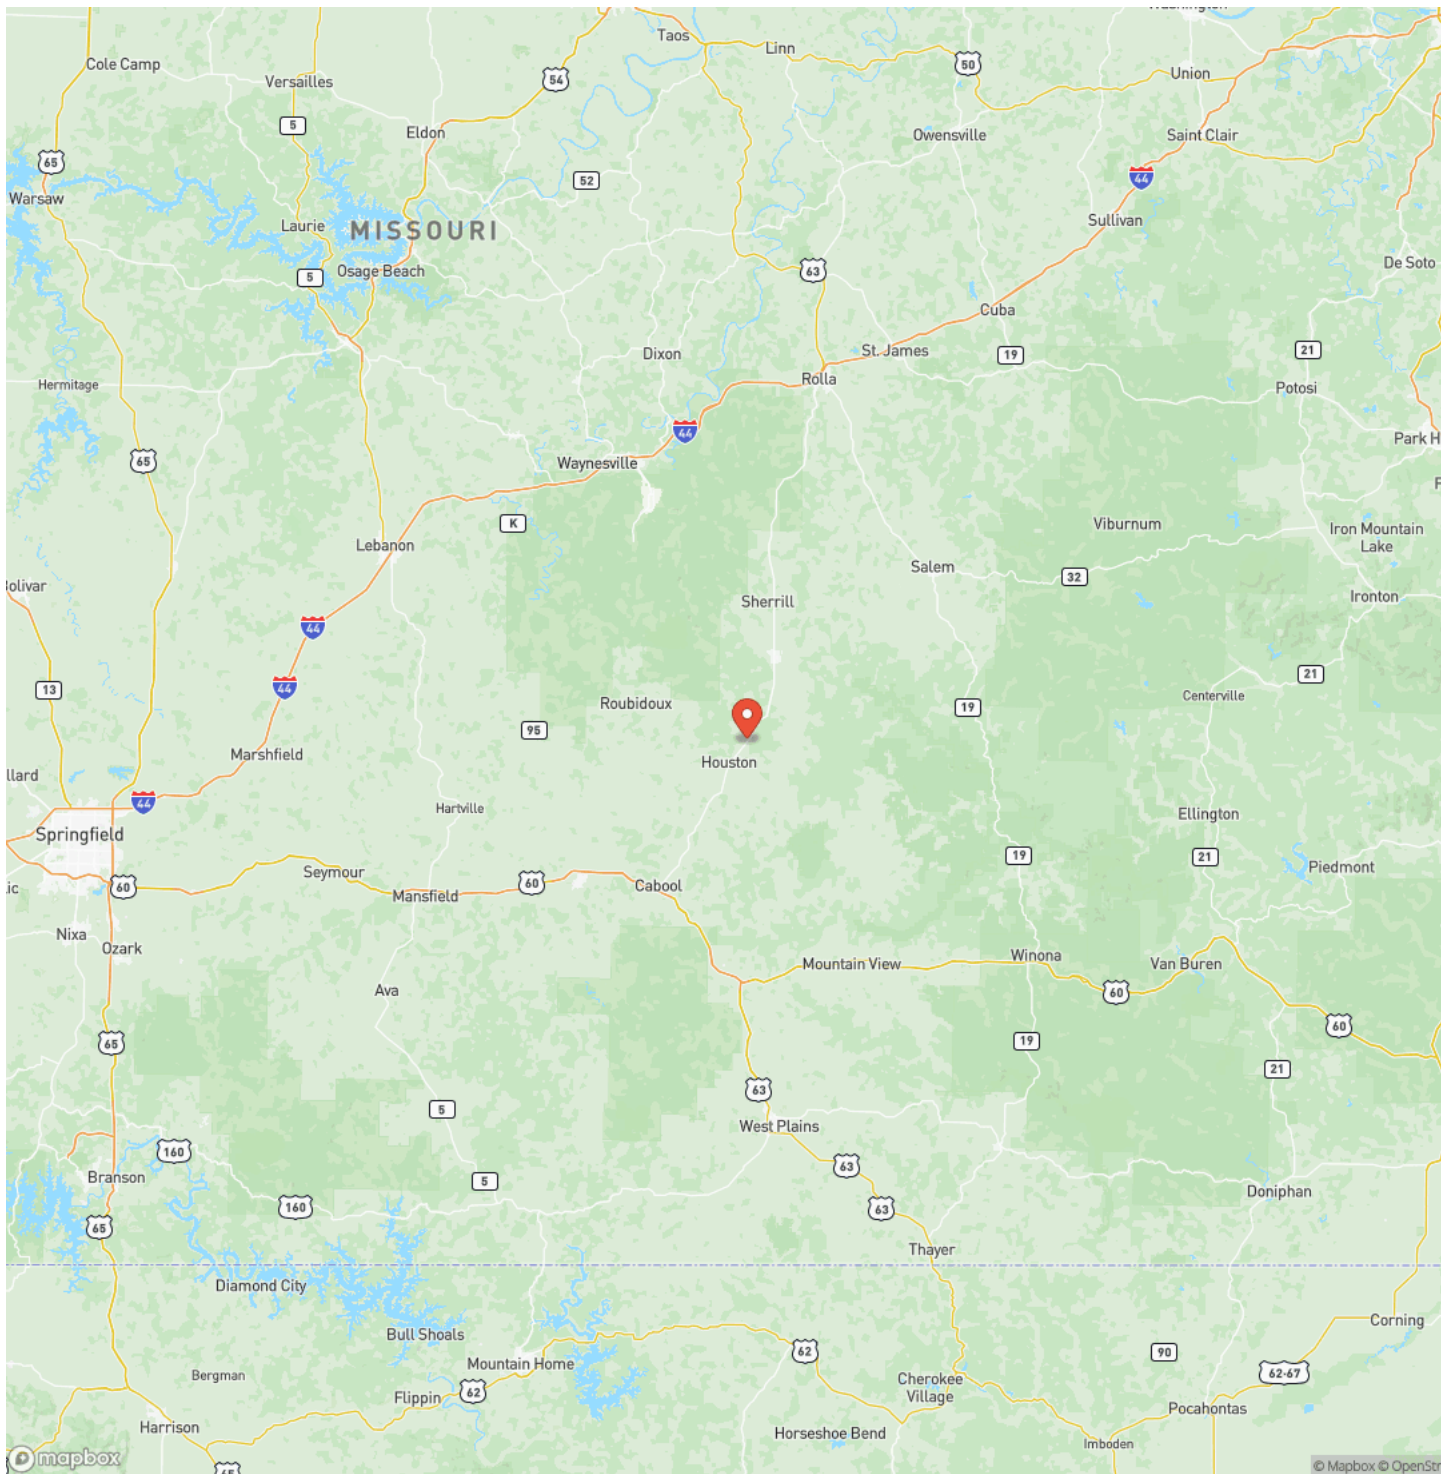 Washington
Taos
Linn
50
Cole Camp
54
Versailles
Union
5
Eldon
Owensville
Saint Clair
65
52
44
Warsaw
Laurie
MISSOURI
Sullivan
5
Osage Beach
63
De Soto
Cuba
Dixon
St. James
19
21
Hermitage
Rolla
Potosi
44
Park H
65
Waynesville
K
Viburnum
Iron Mountain
Lake
Lebanon
Salem
32
Bolivar
Sherrill
Ironton
44
21
13
44
Roubidoux
19
Centerville
95
Marshfield
Houston
llard
44
Hartville
Ellington
Springfield
19
21
Piedmont
Seymour
60
60
Cabool
Mansfield
ic
Nixa
Ozark
Mountain View
Winona
Van Buren
Ava
60
65
19
60
21
63
5
West Plains
160
63
Branson
5
Doniphan
160
63
65
Thayer
Diamond City
Corning
Bull Shoals
62
90
Mountain Home
62-67
Bergman
Cherokee
Village
Flippin
62
Pocahontas
Harrison
Horseshoe Bend
Imboden
mapbox
65
© Mapbox © OpenStr